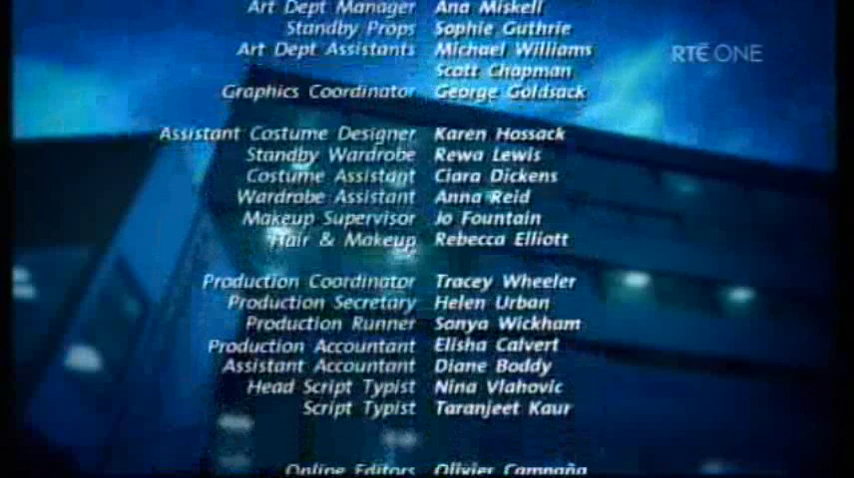 Art Dept Manager Ana Miskell
Standby Props Sophie Guthrie
RTÉ ONE
Art Dept Assistants Michael Williams
Scott Chapman
Graphics Coordinator George Goldsack
Assistant Costume Designer Karen Hossack
Standby Wardrobe Rewa Lewis
Costume Assistant Ciara Dickens
Wardrobe Assistant Anna Reid
Makeup Supervisor Jo Fountain
Hair & Makeup Rebecca Elliott
Production Coordinator Tracey Wheeler
Production Secretary Helen Urban
Production Runner Sonya Wickham
Production Accountant Elisha Calvert
Assistant Accountant Diane Boddy
Head Script Typist Nina Vlahovic
Script Typist Taranjeet Kaur
Online Editors Olivier Campaña